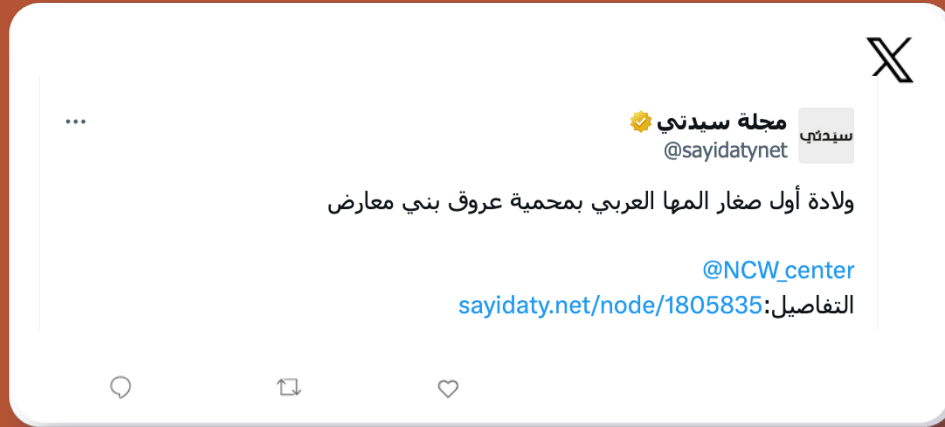 X
مجلة سيدتي
سيدتي
@sayidatynet
ولادة أول صغار المها العربي بمحمية عروق بني معارض
@NCW_center
التفاصيل:sayidaty.net/node/1805835